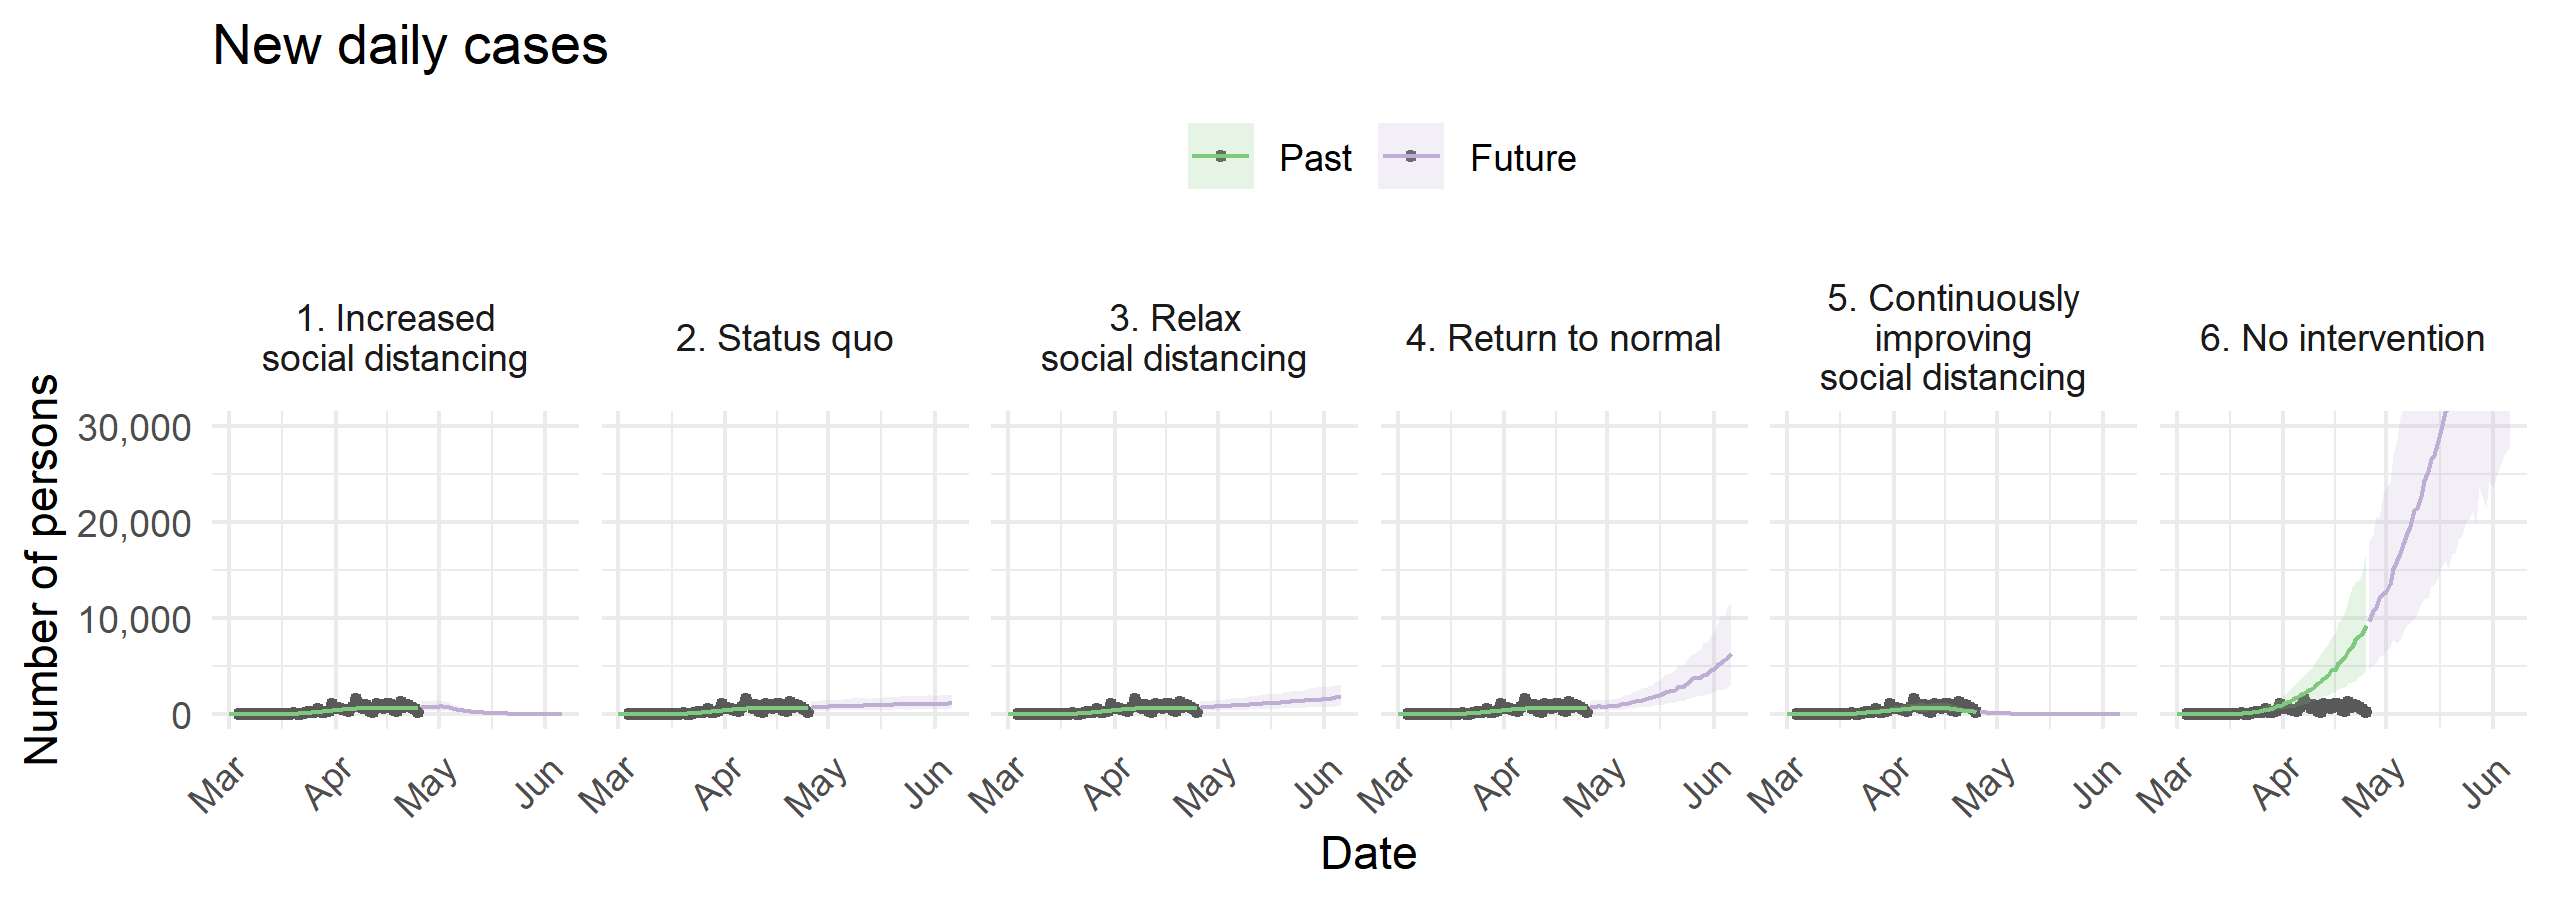 New daily cases
Past Future
1. Increased
social distancing
2. Status quo
3. Relax
social distancing
4. Return to normal
5. Continuously
improving
social distancing
6. No intervention
Number of persons
30,000
20,000
10,000
0
Mar Apr May Jun Mar Apr May Jun Mar Apr May Jun Mar Apr May Jun Mar Apr May Jun Mar Apr May Jun
Date